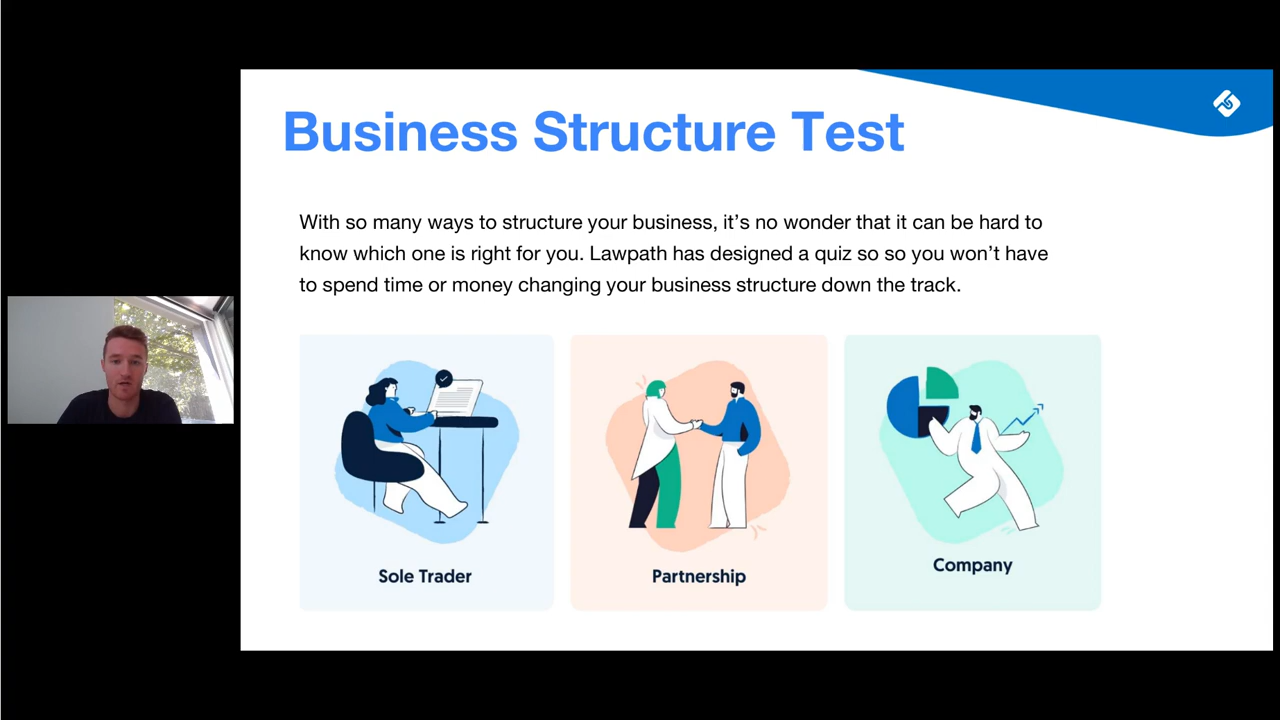 Business Structure Test
With so many ways to structure your business, it’s no wonder that it can be hard to
know which one is right for you. Lawpath has designed a quiz so so you won’t have
to spend time or money changing your business structure down the track.
Sole Trader
Partnership
Company